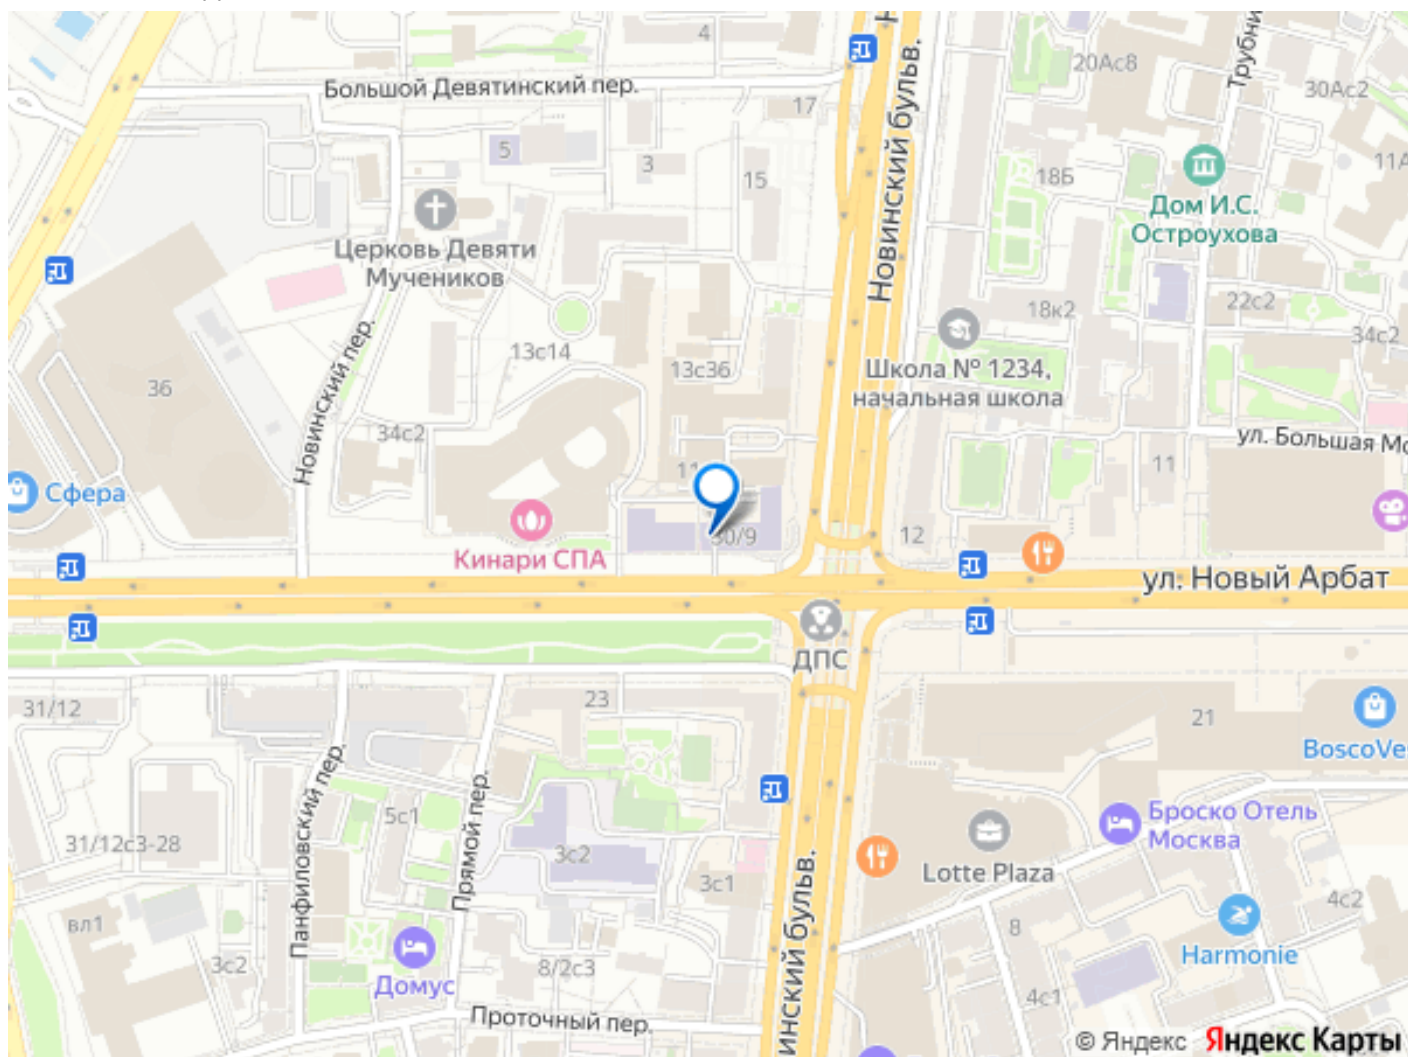 4
Новинский бульв.
20Ас8
30Ас2
Большой Девятинский пер.
17
5
3
15
18Б
11А
Дом И.С.
Остроухова
Церковь Девяти
Мучеников
22с2
18к2
34с2
13с14
Новинский пер.
13с36
Школа № 1234,
начальная школа
36
34с2
ул. Большая Мо
11
Сфера
12
30/9
Кинари СПА
ул. Новый Арбат
ДПС
31/12
23
21
BoscoVe
Панфиловский пер.
Прямой пер.
5с1
Броско Отель
Москва
31/12с3-28
3с2
Lotte Plaza
3с1
4с2
вл1
8
Harmonie
3с2
8/2с3
Домус
4с1
инский бульв.
Проточный пер.
© Яндекс Яндекс Карты